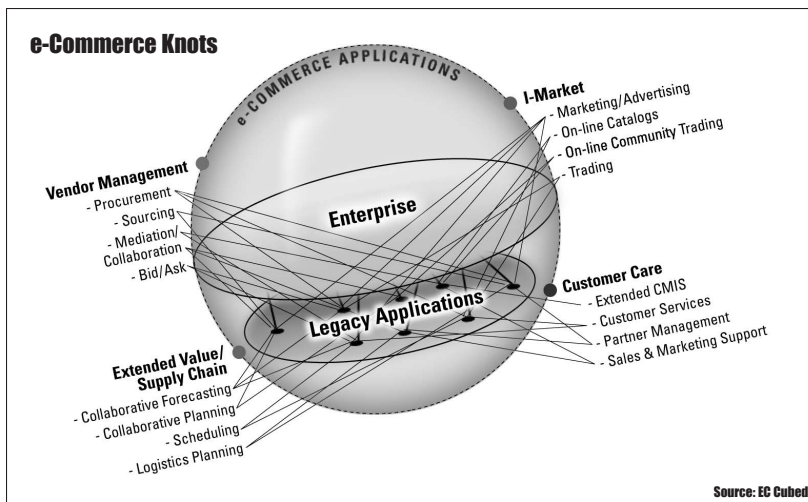 e-Commerce Knots
e-COMMERCE APPLICATIONS
I-Market
- Marketing/Advertising
- On-line Catalogs
- On-line Community Trading
- Trading
Vendor Management
- Procurement
- Sourcing
- Mediation/
Collaboration
- Bid/Ask
Enterprise
Legacy Applications
Customer Care
- Extended CMIS
- Customer Services
- Partner Management
- Sales & Marketing Support
Extended Value/
Supply Chain
- Collaborative Forecasting
- Collaborative Planning
- Scheduling
- Logistics Planning
Source: EC Cubed